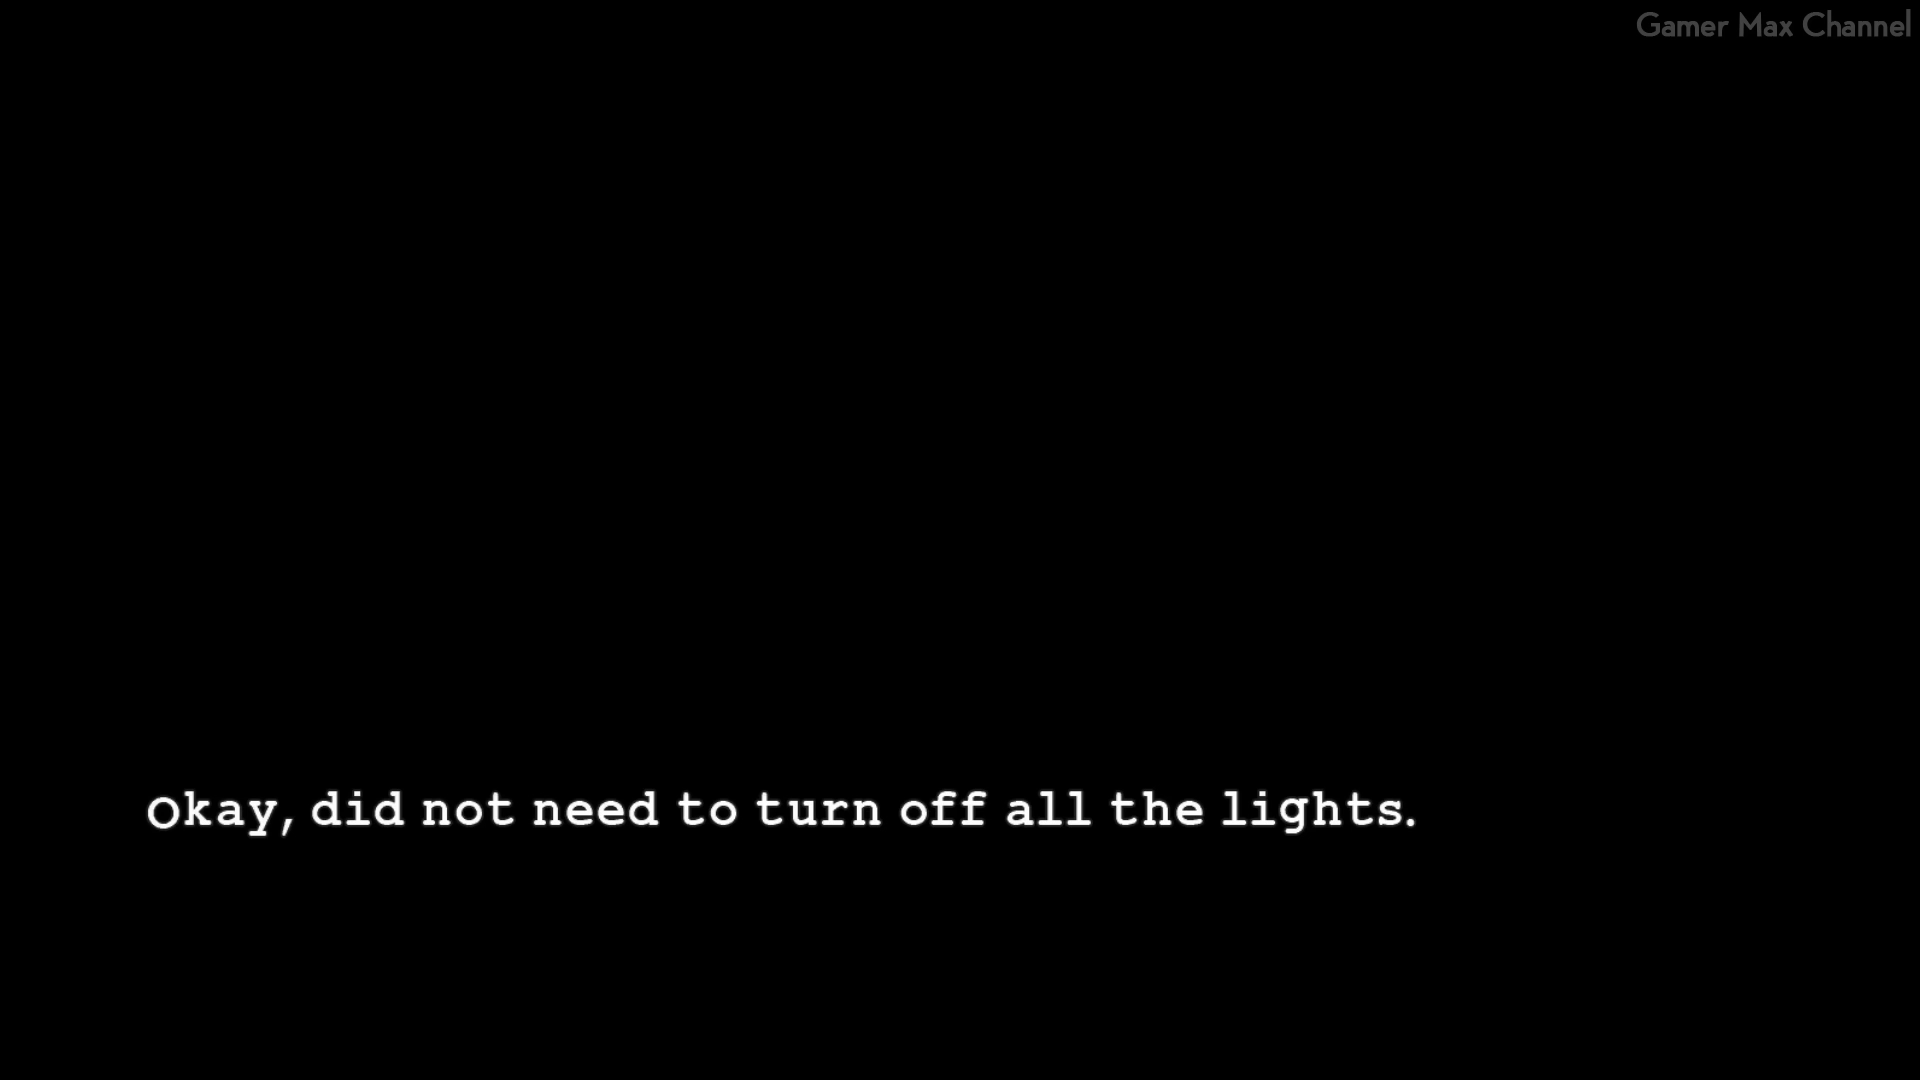 Gamer Max Channel
Okay, did not need to turn off all the lights.